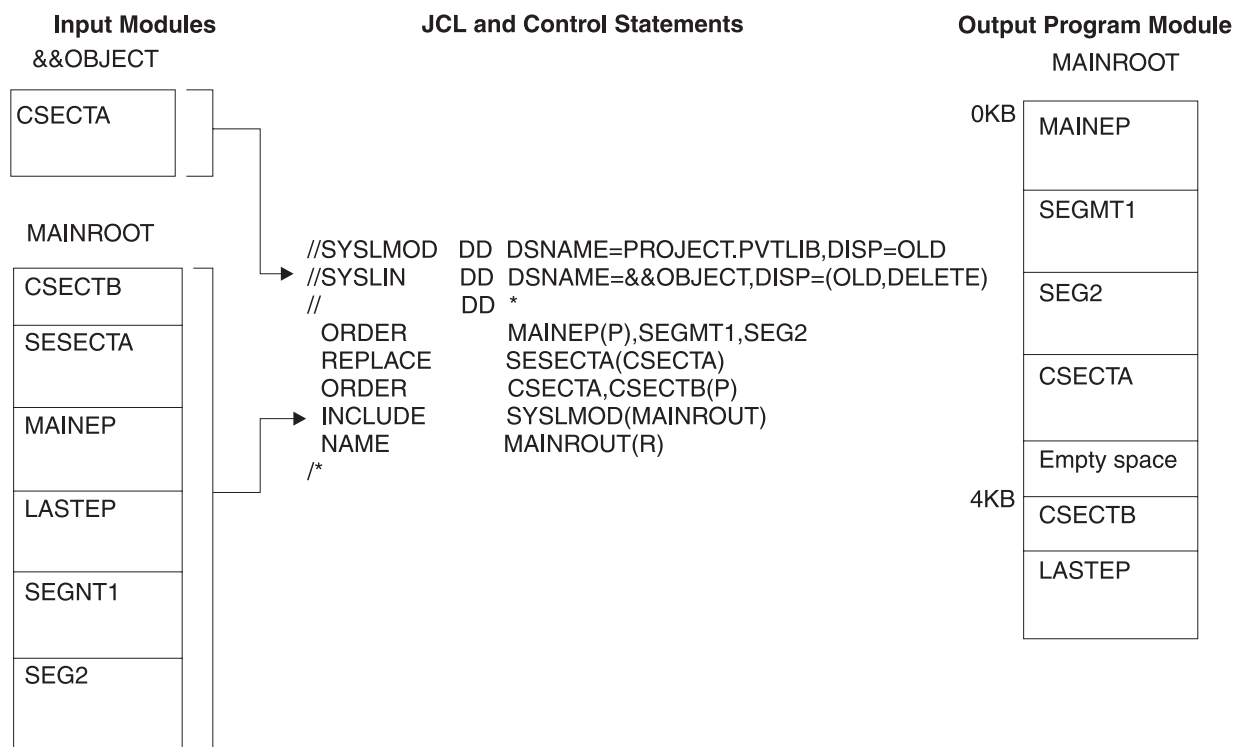 Input Modules
&&OBJECT
CSECTA
MAINROOT
CSECTB
SESECTA
MAINEP
LASTEP
SEGNT1
SEG2
JCL and Control Statements
//SYSLMOD DD DSNAME=PROJECT.PVTLIB,DISP=OLD
//SYSLIN DD DSNAME=&&OBJECT,DISP=(OLD,DELETE)
// DD *
ORDER MAINEP(P),SEGMT1,SEG2
REPLACE SESECTA(CSECTA)
ORDER CSECTA,CSECTB(P)
INCLUDE SYSLMOD(MAINROUT)
NAME MAINROUT(R)
/*
Output Program Module
MAINROOT
0KB
MAINEP
SEGMT1
SEG2
CSECTA
Empty space
4KB
CSECTB
LASTEP